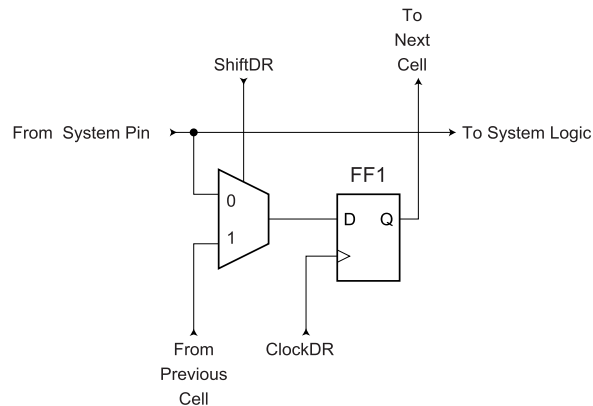 To
Next
Cell
ShiftDR
From System Pin
To System Logic
FF1
0
D Q
1
From
Previous
Cell
ClockDR